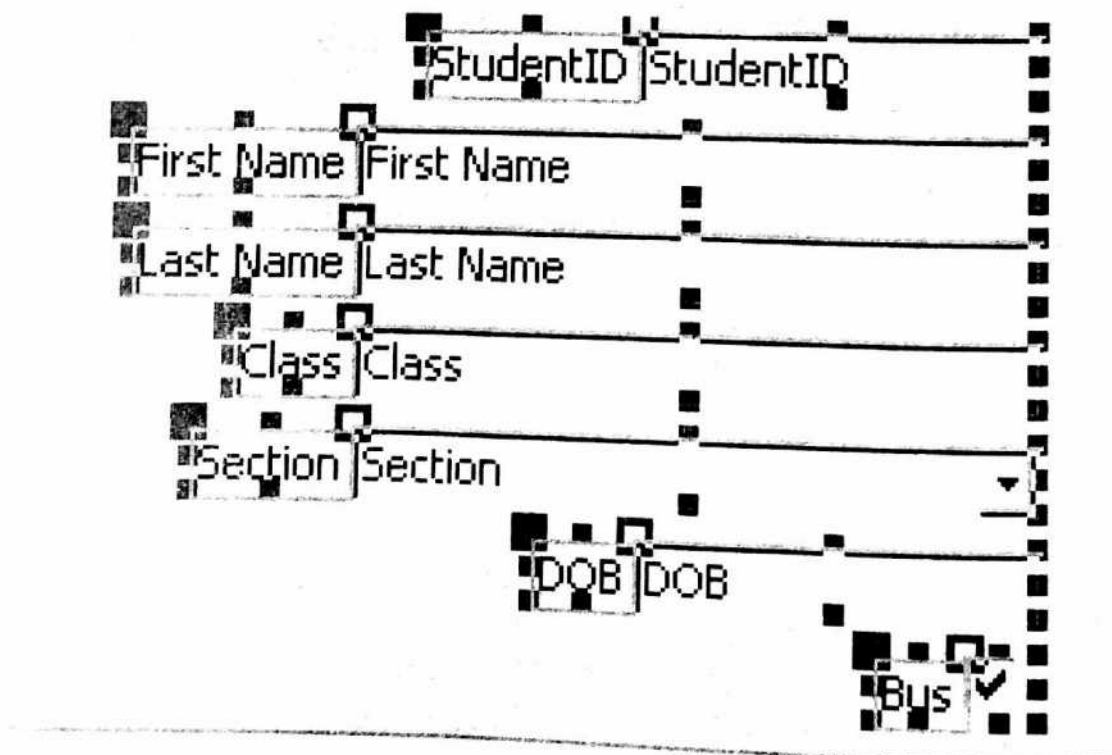 StudentID StudentID
First Name First Name
Last Name Last Name
Class Class
Section Section
DOB DOB
Bus